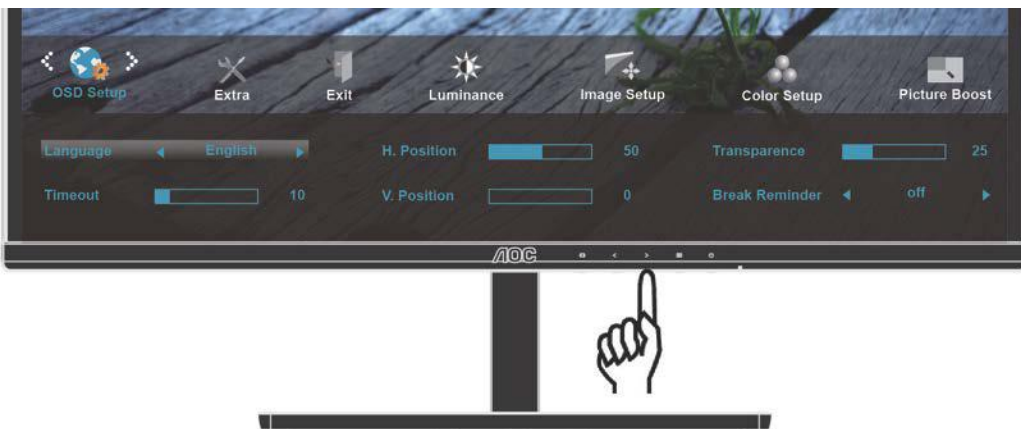 OSD Setup Extra Exit Luminance Image Setup Color Setup Picture Boost
Language English H. Position 50 Transparence 25
Timeout 10 V. Position 0 Break Reminder off
AOC